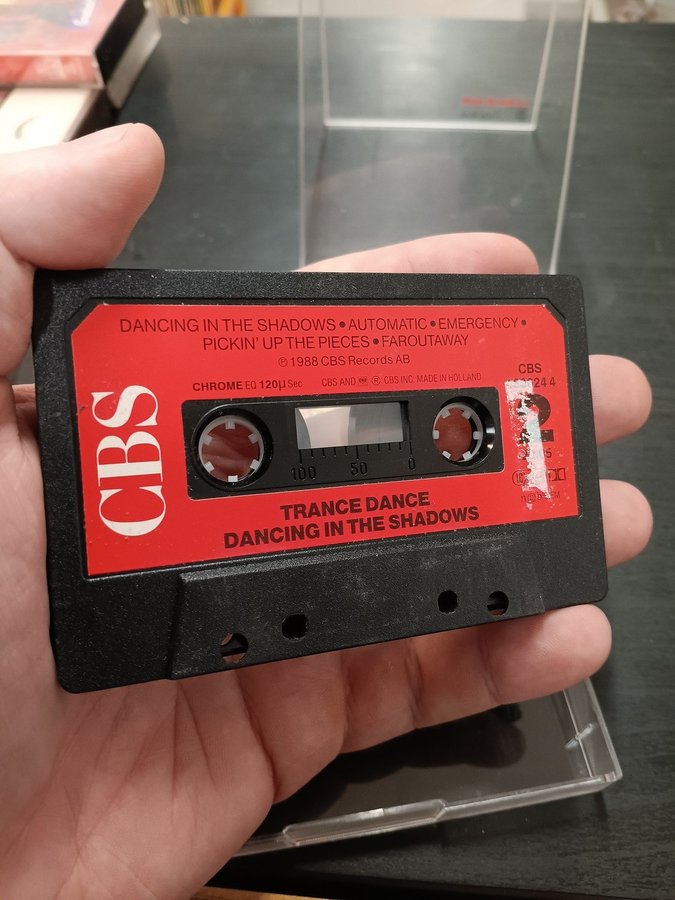 DANCING IN THE SHADOWS • AUTOMATIC • EMERGENCY •
PICKIN' UP THE PIECES • FAROUTAWAY
℗ 1988 CBS Records AB
CHROME EQ 120µ Sec
CBS AND ® CBS INC. MADE IN HOLLAND
CBS
24 4
2
CBS
100 50 0
TRANCE DANCE
DANCING IN THE SHADOWS